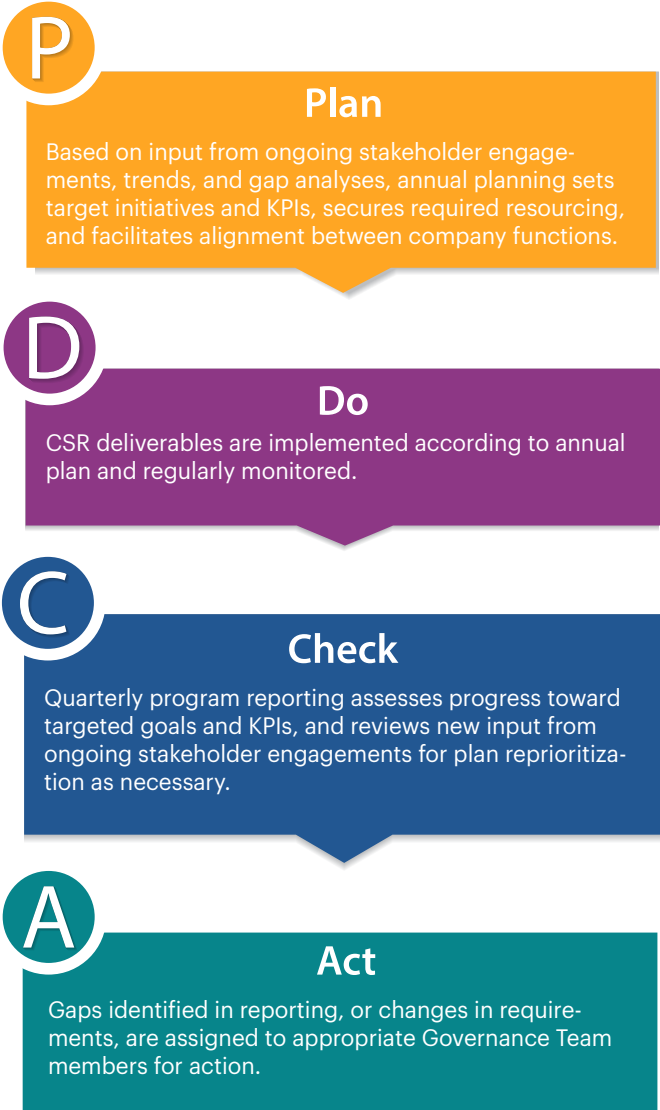 P
Plan
Based on input from ongoing stakeholder engage-
ments, trends, and gap analyses, annual planning sets
target initiatives and KPIs, secures required resourcing,
and facilitates alignment between company functions.
D
Do
CSR deliverables are implemented according to annual
plan and regularly monitored.
C
Check
Quarterly program reporting assesses progress toward
targeted goals and KPIs, and reviews new input from
ongoing stakeholder engagements for plan reprioritiza-
tion as necessary.
A
Act
Gaps identified in reporting, or changes in require-
ments, are assigned to appropriate Governance Team
members for action.